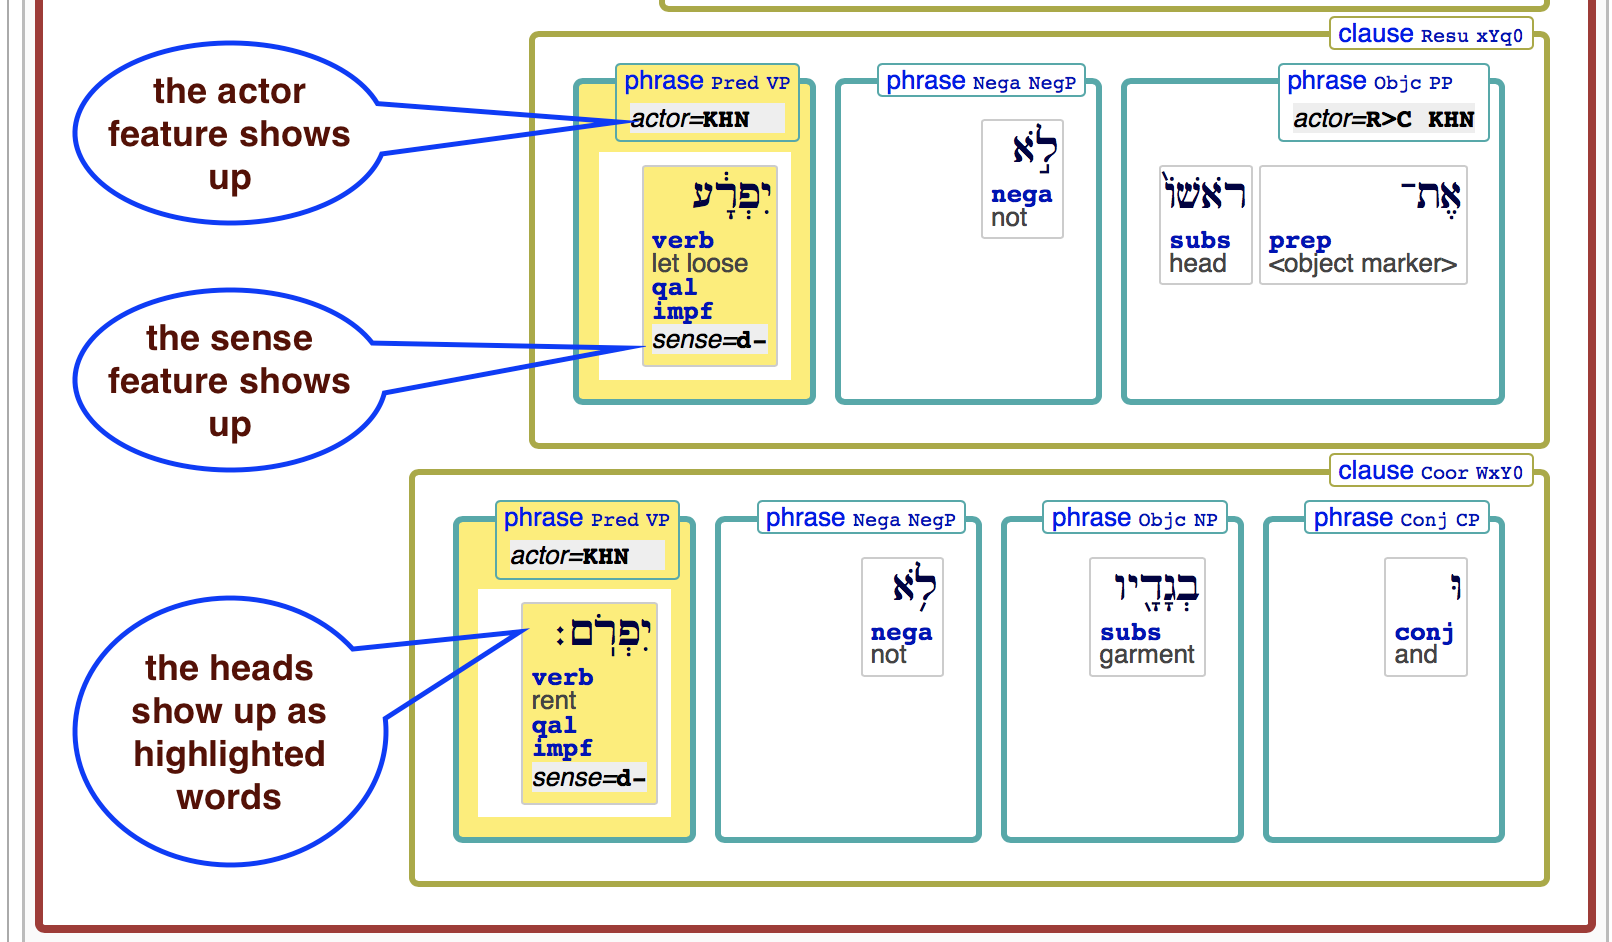 the actor
feature shows
up
the sense
feature shows
up
the heads
show up as
highlighted
words
clause Resu xYq0
phrase Objc PP
actor=R>C KHN
אֶת־
prep
<object marker>
רֹאשׁוֹ֙
subs
head
phrase Nega NegP
לֹ֣א
nega
not
phrase Pred VP
actor=KHN
יִפְרָ֔ע
verb
let loose
qal
impf
sense=d-
clause Coor WxY0
phrase Conj CP
וּ
conj
and
phrase Objc NP
בְגָדָ֖יו
subs
garment
phrase Nega NegP
לֹ֥א
nega
not
phrase Pred VP
actor=KHN
יִפְרֹֽם׃
verb
rent
qal
impf
sense=d-